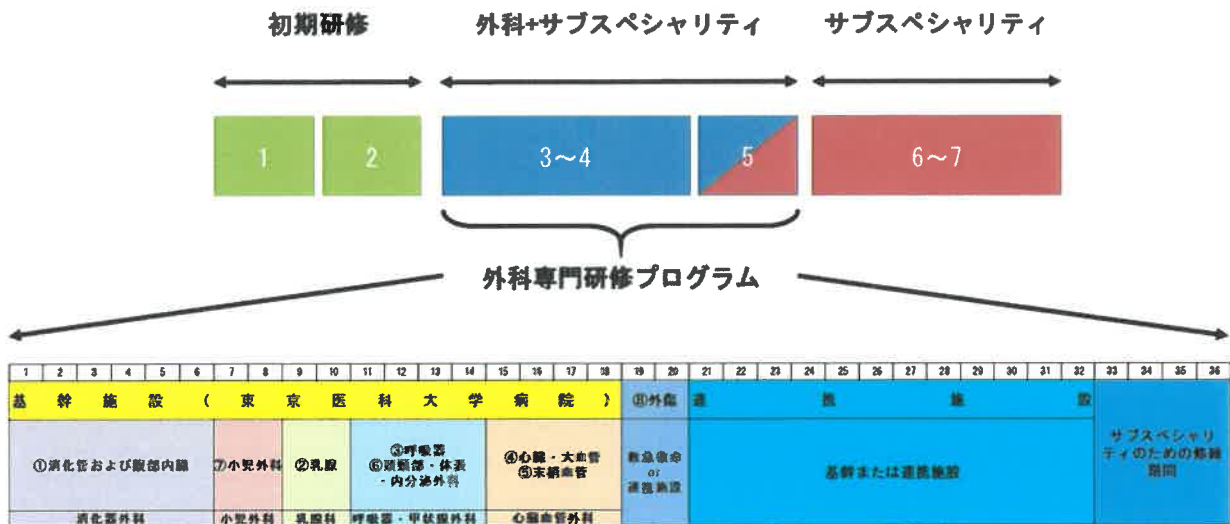 初期研修 外科+サブスペシャリティ サブスペシャリティ
1 2 3～4 5 6～7
外科専門研修プログラム
1 2 3 4 5 6 7 8 9 10 11 12 13 14 15 16 17 18 19 20 21 22 23 24 25 26 27 28 29 30 31 32 33 34 35 36
基幹施設(東京医科大学病院) ⑧外傷 連携施設
①消化管および腹部内臓
⑦小児外科
②乳腺
③呼吸器
⑥頭頸部・体表
・内分泌外科
④心臓・大血管
⑤末梢血管
救急救命
or
連携施設
基幹または連携施設
サブスペシャリ
ティのための修練
期間
消化器外科 小児外科 乳腺科 呼吸器・甲状腺外科 心臓血管外科